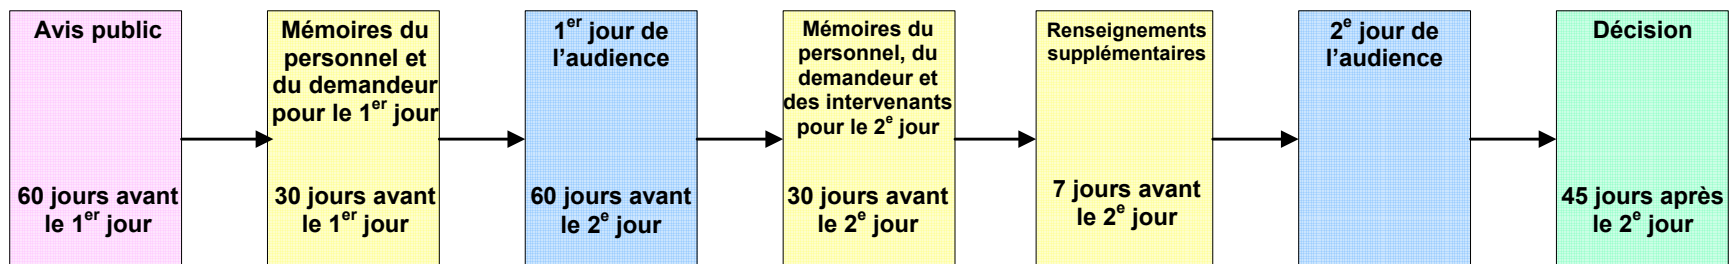 Avis public
60 jours avant
le 1er jour
Mémoires du
personnel et
du demandeur
pour le 1er jour
30 jours avant
le 1er jour
1er jour de
l’audience
60 jours avant
le 2e jour
Mémoires du
personnel, du
demandeur et
des intervenants
pour le 2e jour
30 jours avant
le 2e jour
Renseignements
supplémentaires
7 jours avant
le 2e jour
2e jour de
l’audience
Décision
45 jours après
le 2e jour